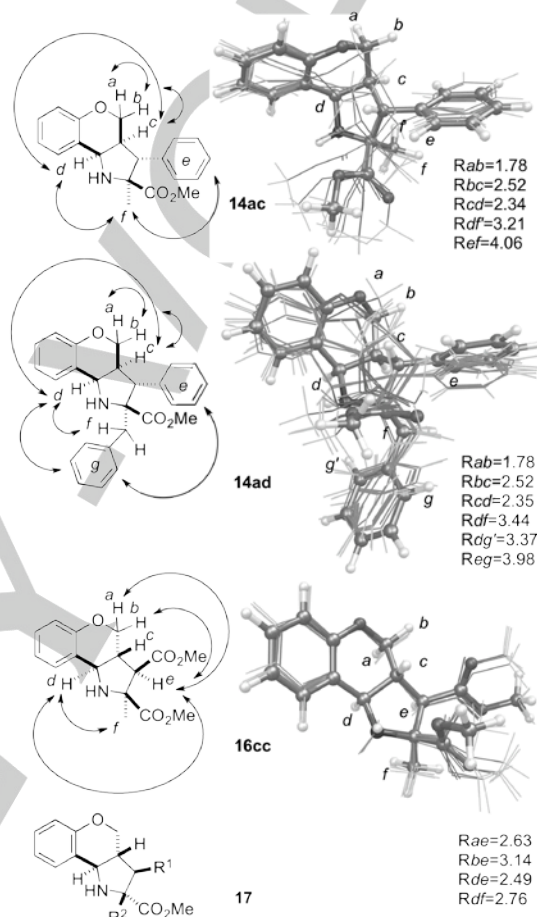 a b
H H
O c
H
e
d
H
HN
CO₂Me
f
14ac
a
b
c
d
f'
e
f
Rab=1.78
Rbc=2.52
Rcd=2.34
Rdf'=3.21
Ref=4.06
a b
H H
O c
H
e
d
H
HN
CO₂Me
f
H
H
g
14ad
a
b
c
d
e
f
g'
g
Rab=1.78
Rbc=2.52
Rcd=2.35
Rdf=3.44
Rdg'=3.37
Reg=3.98
a b
H H
O c
H
CO₂Me
d
H
H e
HN
CO₂Me
f
16cc
b
a
c
d
e
f
O
H
H
R¹
HN
CO₂Me
R²
17
Rae=2.63
Rbe=3.14
Rde=2.49
Rdf=2.76